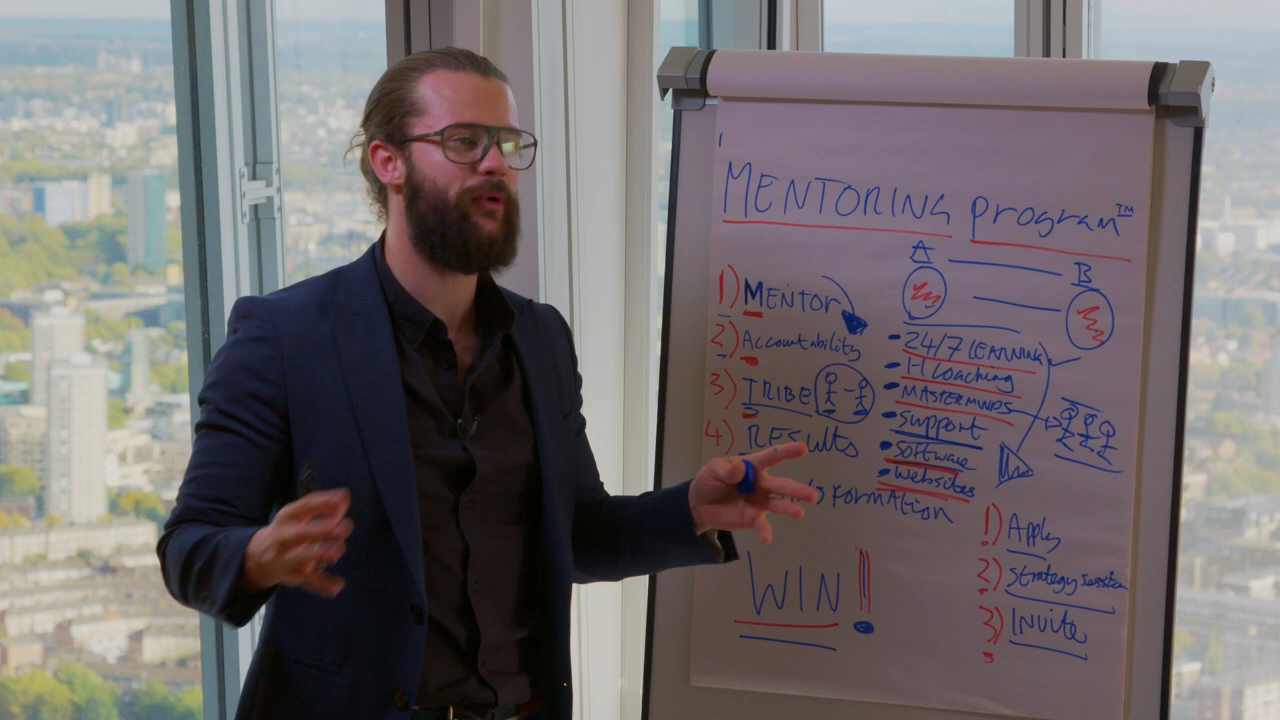 MENTORING program™
A
B
1) MENTOR
2) Accountability
3) TRIBE
4) RESults
• 24/7 LEARNING
• 1-1 Coaching
• MASTERMINDS
• Support
• Software
• Websites
WIN!
1) Apply
2) Strategy Session
3) Invite